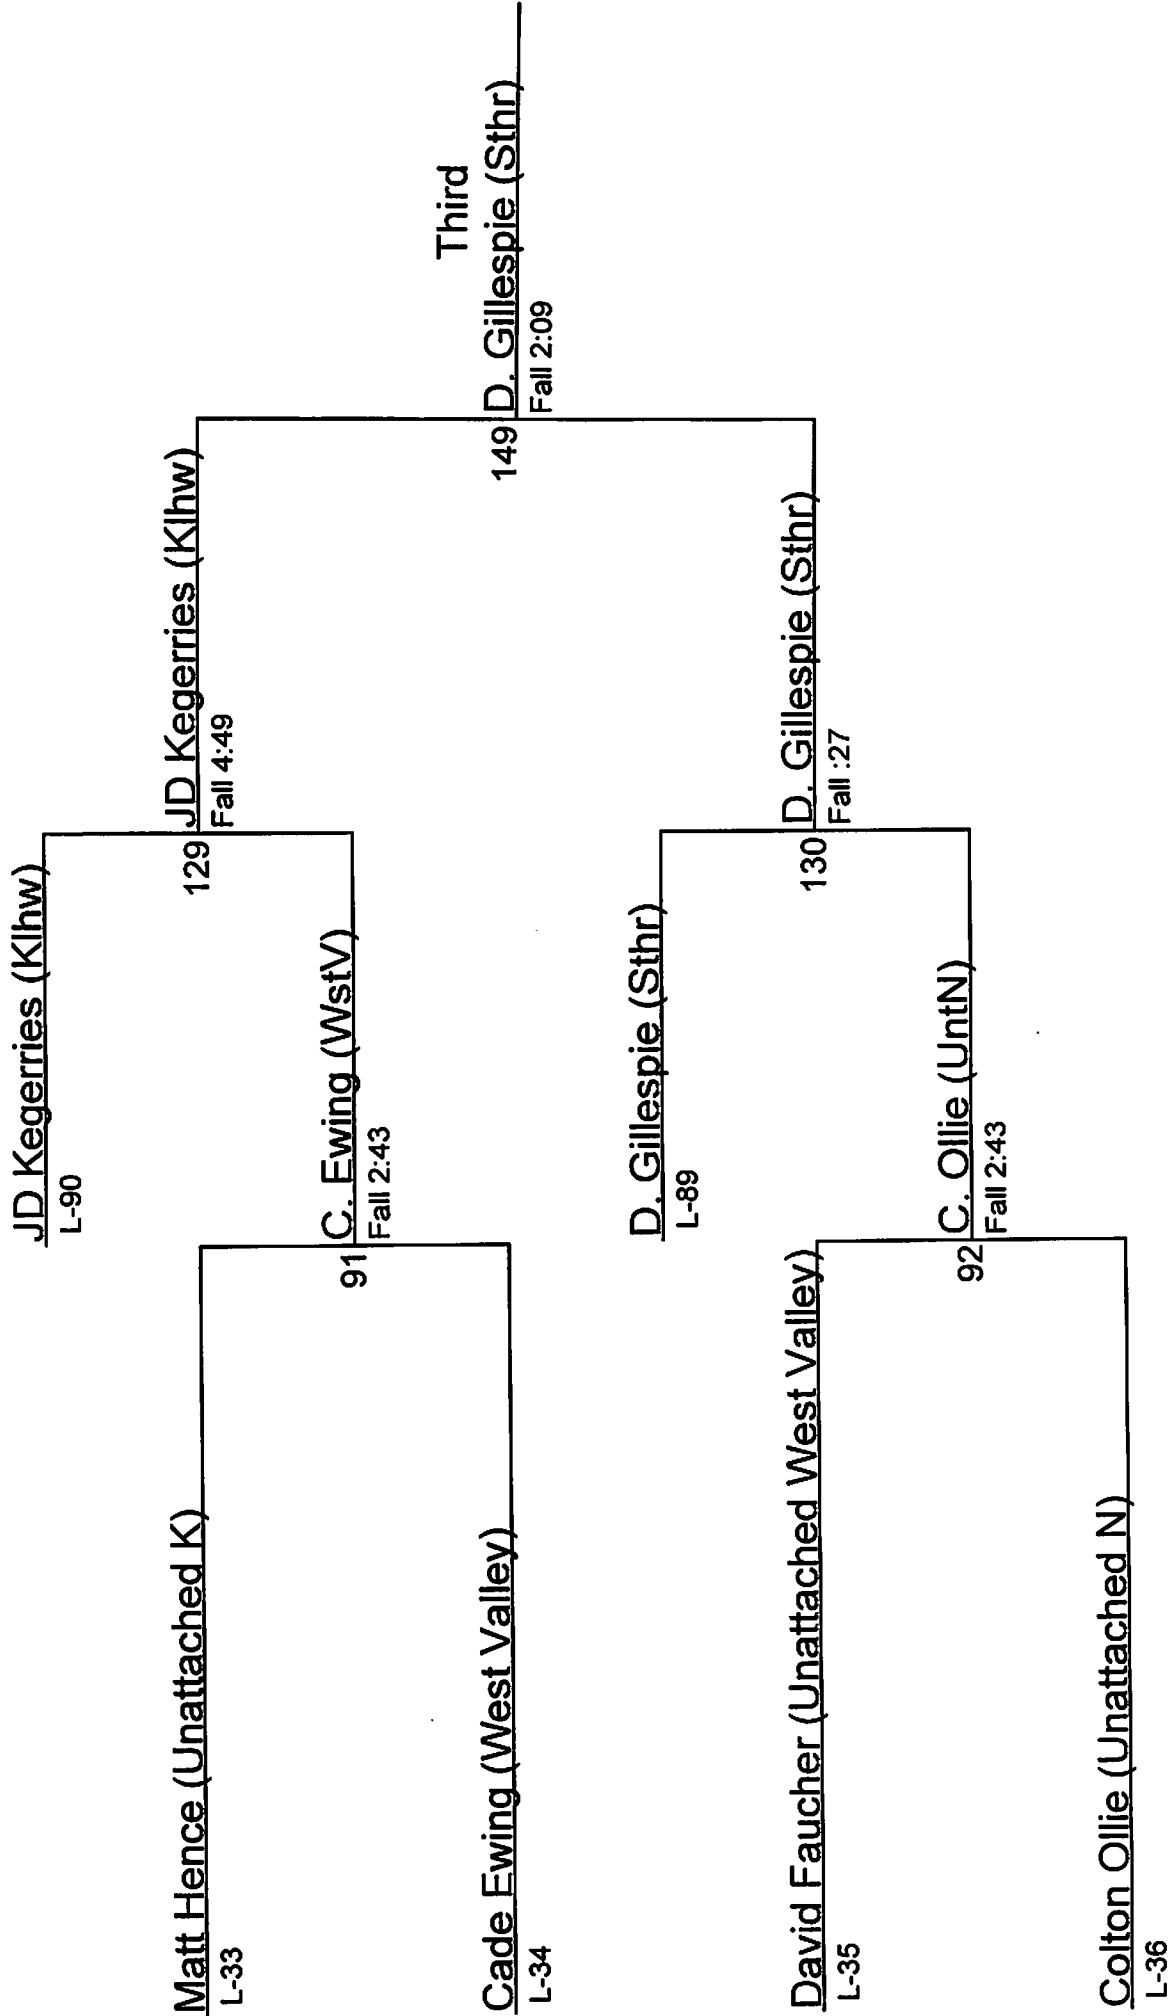 JD Kegerries (Klhw)
L-90
129
JD Kegerries (Klhw)
Fall 4:49
Matt Hence (Unattached K)
L-33
91
C. Ewing (WstV)
Fall 2:43
Cade Ewing (West Valley)
L-34
149
Third
D. Gillespie (Sthr)
Fall 2:09
D. Gillespie (Sthr)
L-89
130
D. Gillespie (Sthr)
Fall :27
David Faucher (Unattached West Valley)
L-35
92
C. Ollie (UntN)
Fall 2:43
Colton Ollie (Unattached N)
L-36